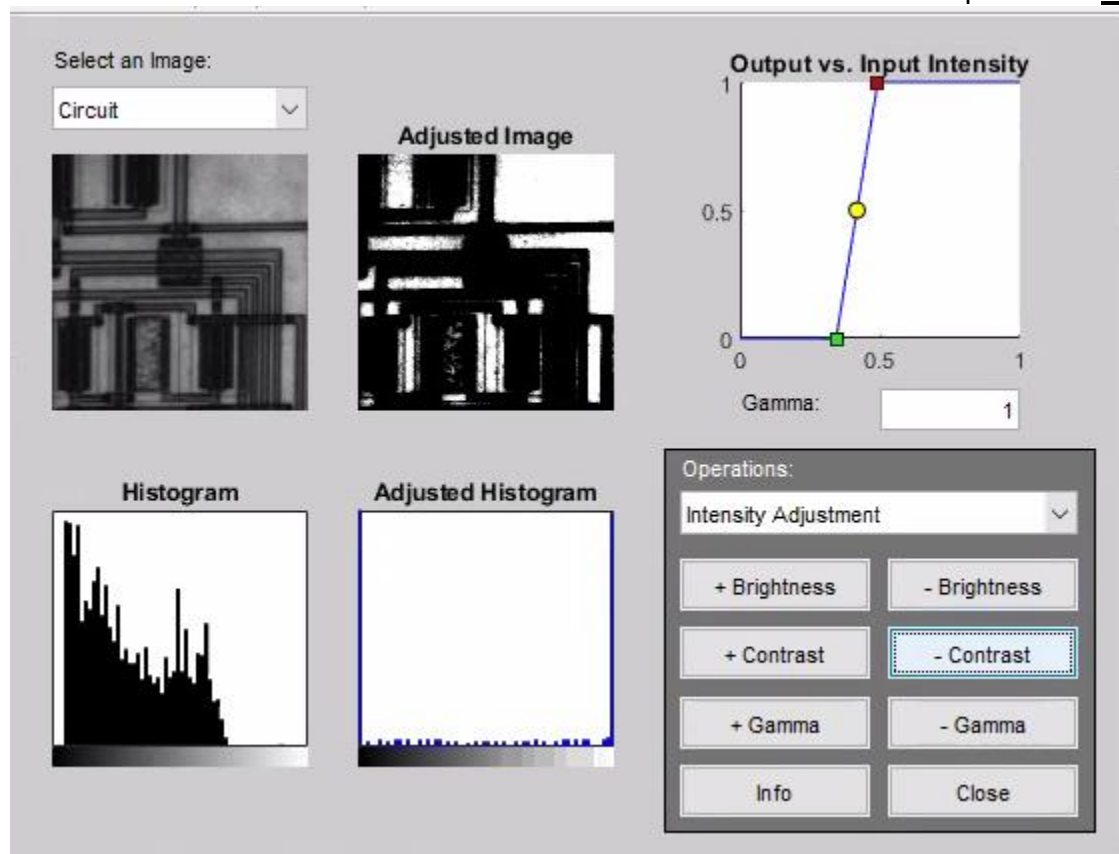 Select an Image:
Circuit
Adjusted Image
Output vs. Input Intensity
1
0.5
0
0
0.5
1
Gamma:
1
Histogram
Adjusted Histogram
Operations:
Intensity Adjustment
+ Brightness
- Brightness
+ Contrast
- Contrast
+ Gamma
- Gamma
Info
Close